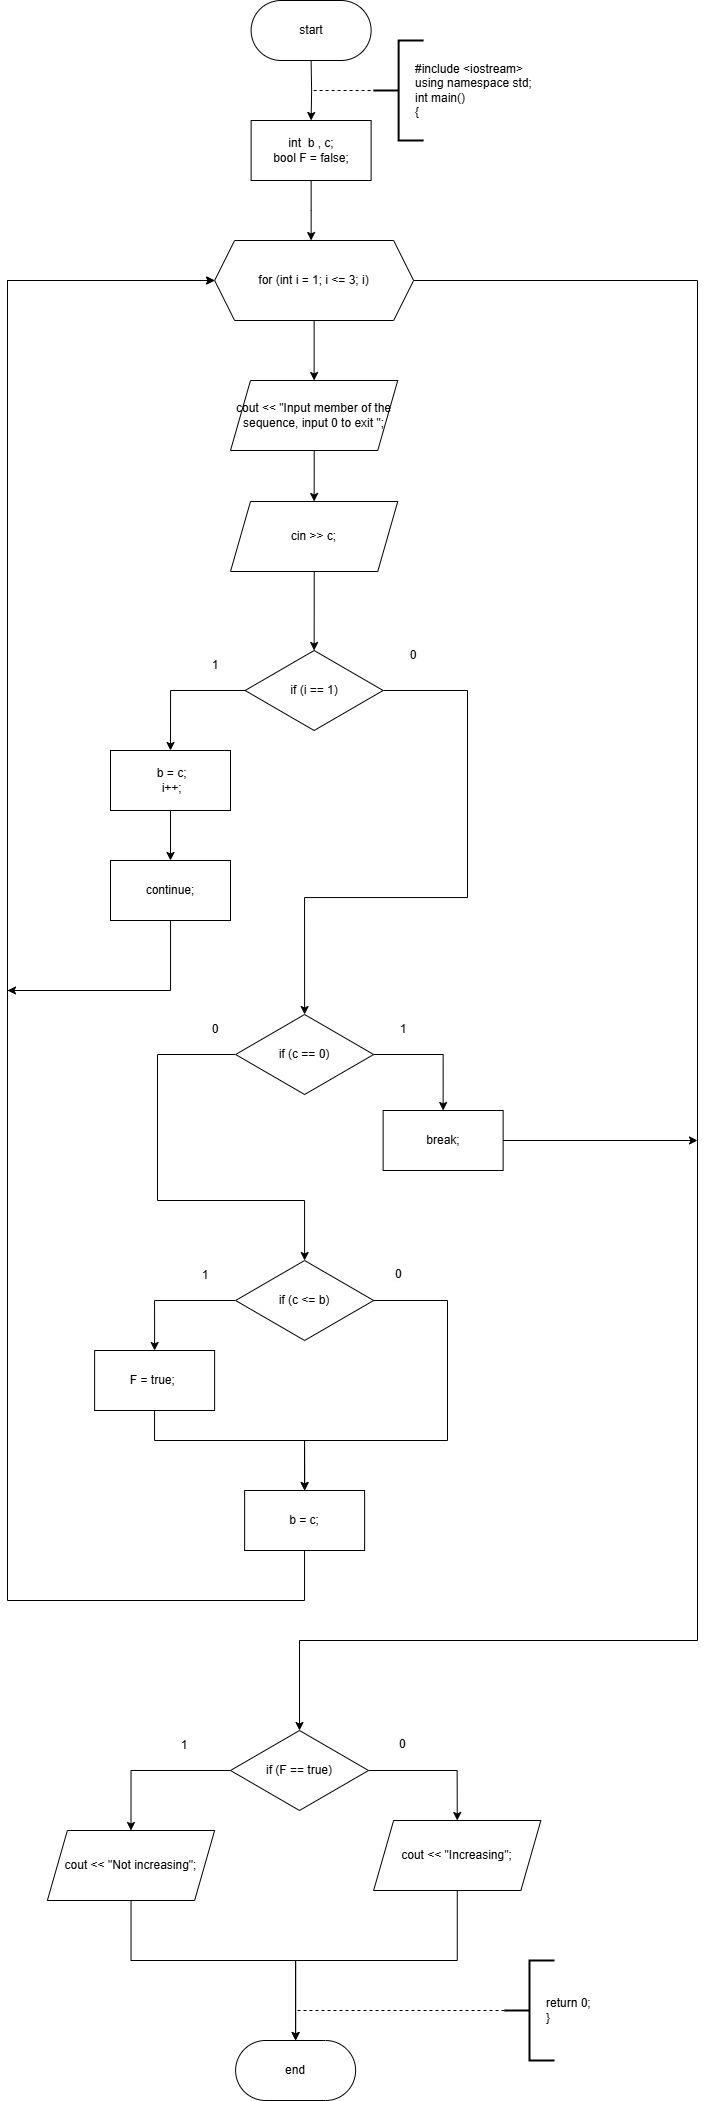 start
#include <iostream>
using namespace std;
int main()
{
int  b , c;
bool F = false;
for (int i = 1; i <= 3; i)
cout << "Input member of the
sequence, input 0 to exit ";
cin >> c;
if (i == 1)
1
0
b = c;
i++;
continue;
if (c == 0)
0
1
break;
if (c <= b)
1
0
F = true;
b = c;
if (F == true)
1
0
cout << "Not increasing";
cout << "Increasing";
return 0;
}
end